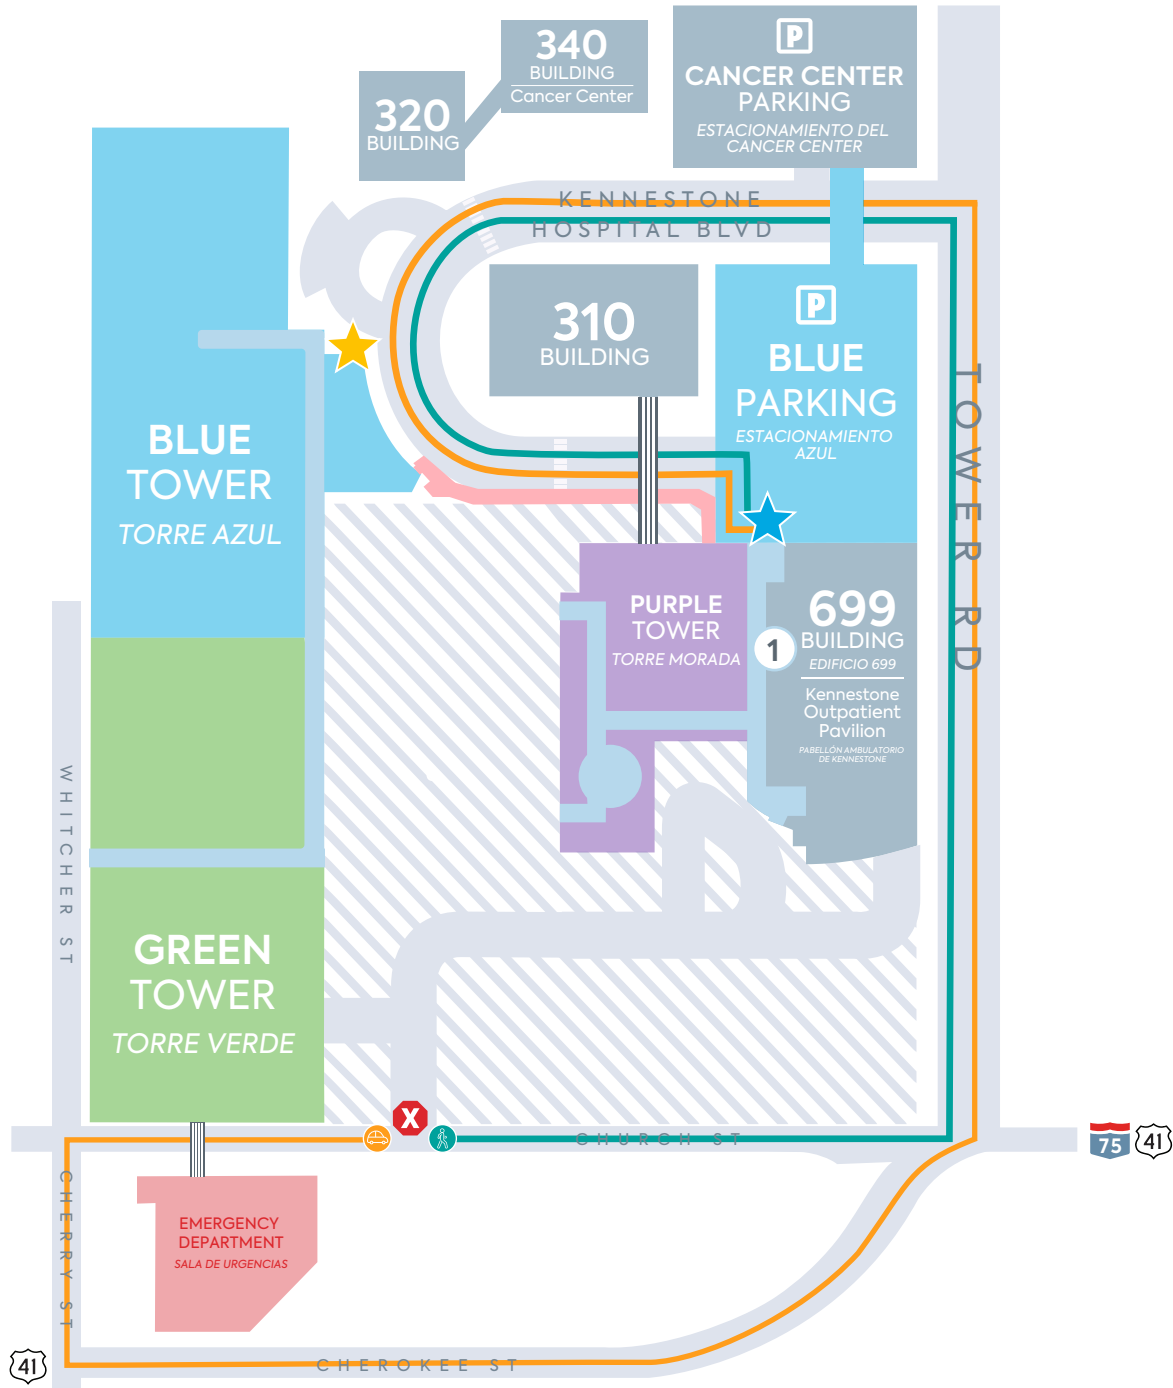 340
BUILDING
Cancer Center
320
BUILDING
P
CANCER CENTER
PARKING
ESTACIONAMIENTO DEL
CANCER CENTER
KENNESTONE
HOSPITAL BLVD
310
BUILDING
P
BLUE
PARKING
ESTACIONAMIENTO
AZUL
TOWER RD
BLUE
TOWER
TORRE AZUL
PURPLE
TOWER
TORRE MORADA
1
699
BUILDING
EDIFICIO 699
Kennestone
Outpatient
Pavilion
PABELLÓN AMBULATORIO
DE KENNESTONE
WHITCHER ST
GREEN
TOWER
TORRE VERDE
X
CHURCH ST
75
41
CHERRY ST
EMERGENCY
DEPARTMENT
SALA DE URGENCIAS
41
CHEROKEE ST